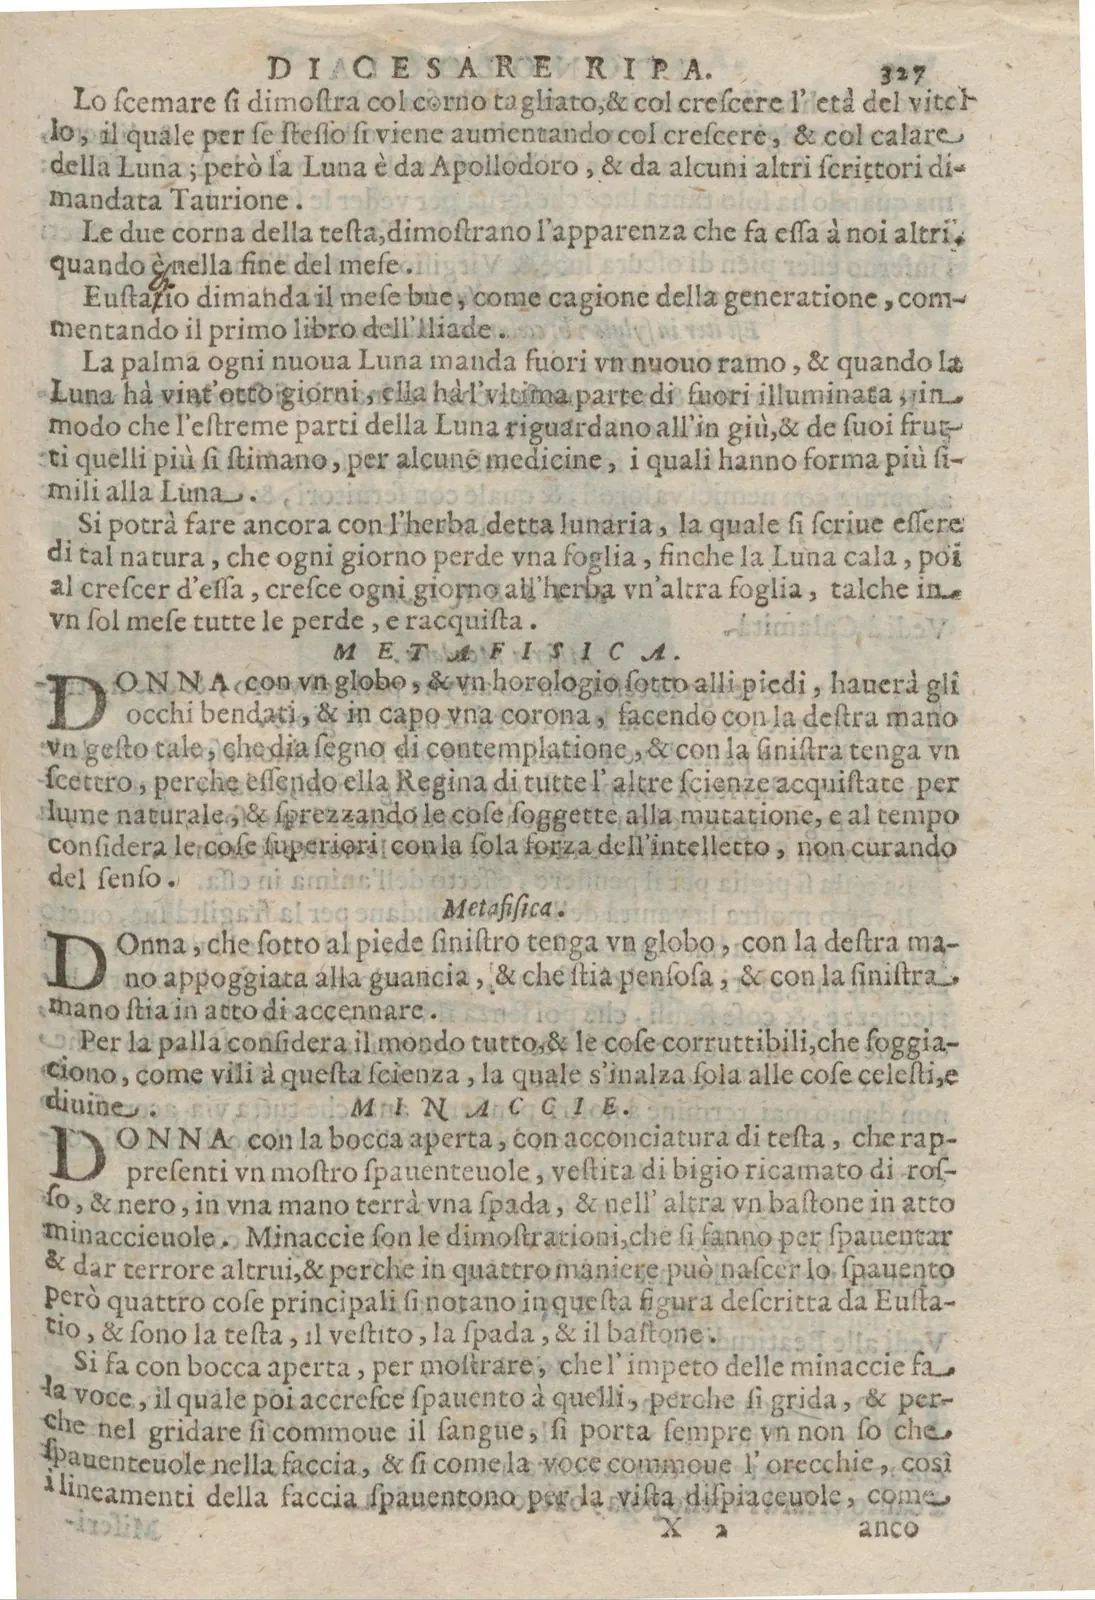 DI CESARE RIPA. 327
Lo ſcemare ſi dimoſtra col corno tagliato,& col creſcere l' età del vitel-
lo, il quale per ſe ſteſſo ſi viene aumentando col creſcere, & col calare
della Luna ; però la Luna è da Apollodoro, & da alcuni altri ſcrittori di-
mandata Taurione.
Le due corna della teſta,dimoſtrano l'apparenza che fa eſſa à noi altri,
quando è nella fine del meſe.
Euſtazio dimanda il meſe bue, come cagione della generatione, com-
mentando il primo libro dell'Iliade.
La palma ogni nuoua Luna manda fuori vn nuouo ramo, & quando la
Luna hà vint'otto giorni, ella hà l'vltima parte di fuori illuminata, in
modo che l'eſtreme parti della Luna riguardano all'in giù,& de ſuoi frut-
ti quelli più ſi ſtimano, per alcune medicine, i quali hanno forma più ſi-
mili alla Luna.
Si potrà fare ancora con l'herba detta lunaria, la quale ſi ſcriue eſſere
di tal natura, che ogni giorno perde vna foglia, finche la Luna cala, poi
al creſcer d'eſſa, creſce ogni giorno all'herba vn'altra foglia, talche in
vn ſol meſe tutte le perde, e racquiſta.
METAFISICA.
DONNA con vn globo, & vn horologio ſotto alli piedi, hauerà gli
occhi bendati, & in capo vna corona, facendo con la deſtra mano
vn geſto tale, che dia ſegno di contemplatione, & con la ſiniſtra tenga vn
ſcettro, perche eſſendo ella Regina di tutte l' altre ſcienze acquiſtate per
lume naturale, & ſprezzando le coſe ſoggette alla mutatione, e al tempo
conſidera le coſe ſuperiori con la ſola forza dell'intelletto, non curando
del ſenſo.
Metafiſica.
DOnna, che ſotto al piede ſiniſtro tenga vn globo, con la deſtra ma-
no appoggiata alla guancia, & che ſtia penſoſa, & con la ſiniſtra
mano ſtia in atto di accennare.
Per la palla conſidera il mondo tutto,& le coſe corruttibili,che ſoggia-
ciono, come vili à queſta ſcienza, la quale s'inalza ſola alle coſe celeſti,e
diuine.
MINACCIE.
DONNA con la bocca aperta, con acconciatura di teſta, che rap-
preſenti vn moſtro ſpauenteuole, veſtita di bigio ricamato di roſ-
ſo, & nero, in vna mano terrà vna ſpada, & nell' altra vn baſtone in atto
minaccieuole. Minaccie ſon le dimoſtrationi,che ſi fanno per ſpauentar
& dar terrore altrui,& perche in quattro maniere può naſcer lo ſpauento
però quattro coſe principali ſi notano in queſta figura deſcritta da Euſta-
tio, & ſono la teſta, il veſtito, la ſpada, & il baſtone.
Si fa con bocca aperta, per moſtrare, che l' impeto delle minaccie fa
la voce, il quale poi accreſce ſpauento à quelli, perche ſi grida, & per-
che nel gridare ſi commoue il ſangue, ſi porta ſempre vn non ſo che
ſpauenteuole nella faccia, & ſi come la voce commoue l' orecchie, così
i lineamenti della faccia ſpauentono per la viſta diſpiaceuole, come
X 2 anco